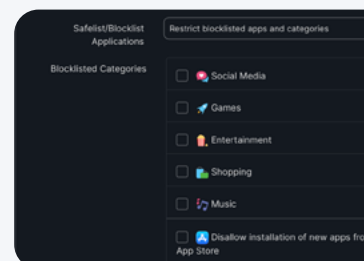 Safelist/Blocklist
Applications
Restrict blocklisted apps and categories
Blocklisted Categories
Social Media
Games
Entertainment
Shopping
Music
Disallow installation of new apps
App Store